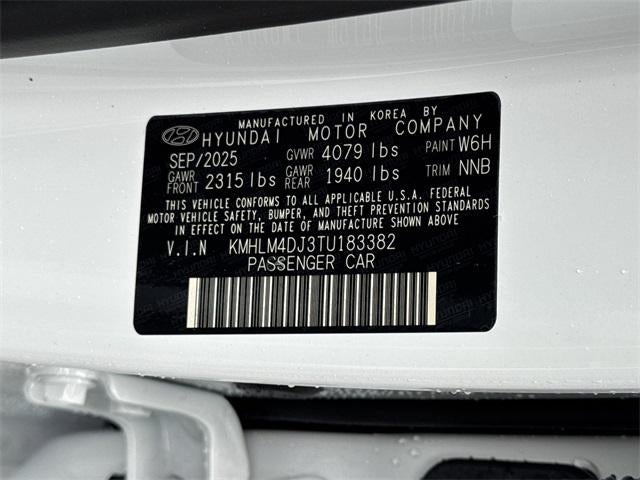 MANUFACTURED IN KOREA BY
HYUNDAI MOTOR COMPANY
SEP/2025 GVWR 4079 lbs PAINT W6H
GAWR FRONT 2315 lbs GAWR REAR 1940 lbs TRIM NNB
THIS VEHICLE CONFORMS TO ALL APPLICABLE U.S.A. FEDERAL
MOTOR VEHICLE SAFETY, BUMPER, AND THEFT PREVENTION STANDARDS
IN EFFECT ON THE DATE OF MANUFACTURE SHOWN ABOVE
V.I.N KMHLM4DJ3TU183382
PASSENGER CAR